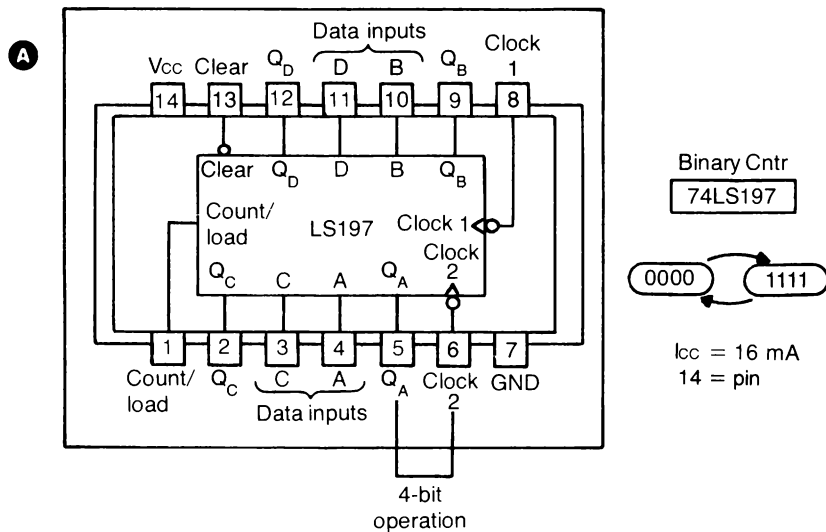 A
Data inputs
Clock 1
Vcc Clear QD D B QB
14 13 12 11 10 9 8
Clear QD D B QB
Count/
load
LS197
Clock 1
Clock
2
QC C A QA
1 2 3 4 5 6 7
Count/
load
QC C A QA Clock
2
GND
Data inputs
4-bit
operation
Binary Cntr
74LS197
0000 1111
Icc = 16 mA
14 = pin